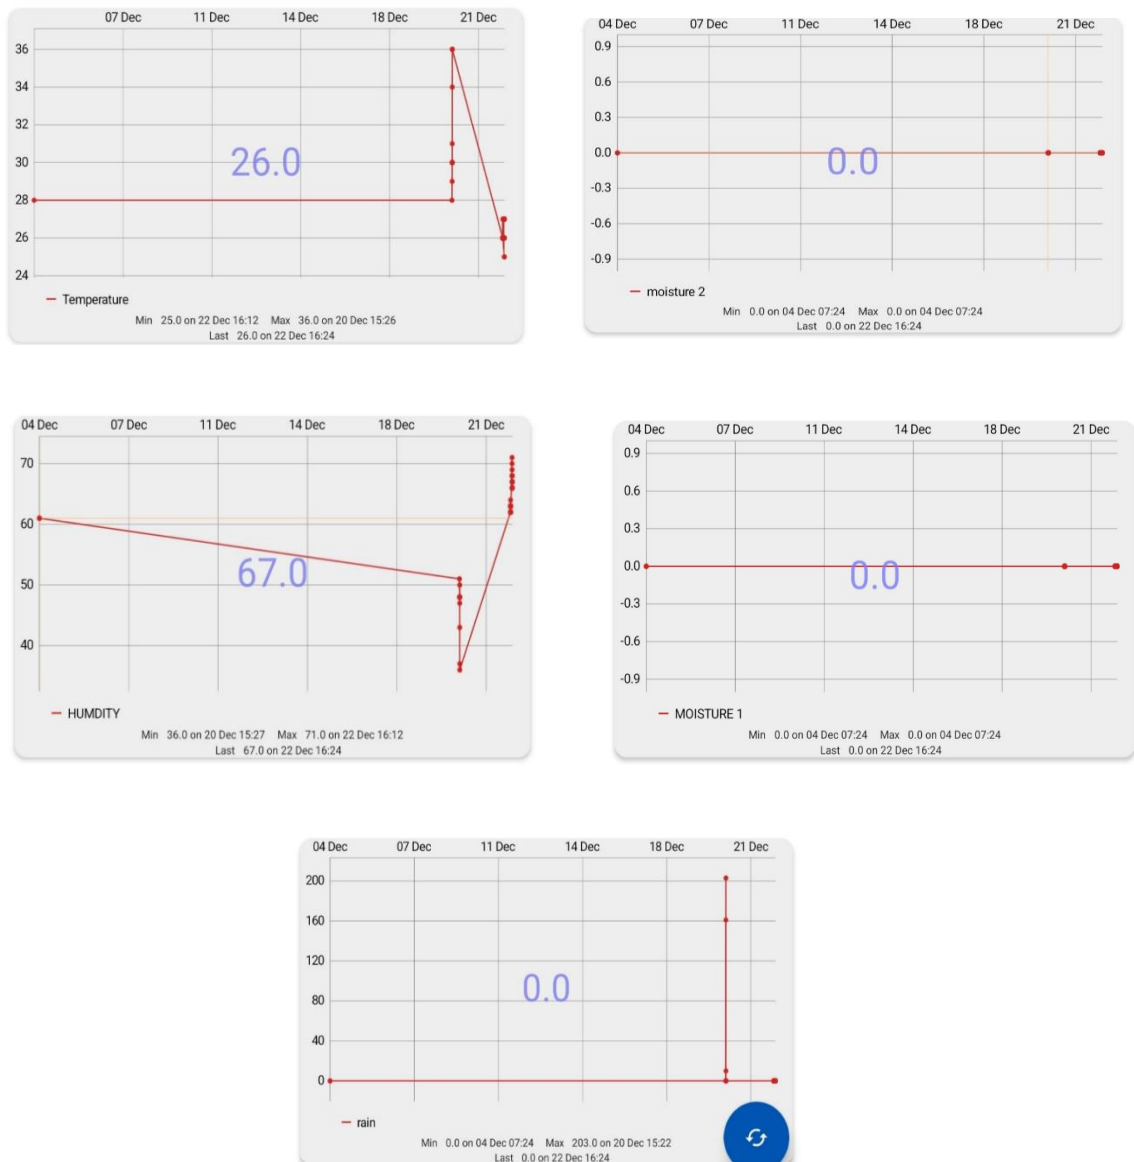 07 Dec 11 Dec 14 Dec 18 Dec 21 Dec
36
34
32
30
28
26
24
26.0
Temperature
Min 25.0 on 22 Dec 16:12 Max 36.0 on 20 Dec 15:26
Last 26.0 on 22 Dec 16:24
04 Dec 07 Dec 11 Dec 14 Dec 18 Dec 21 Dec
0.9
0.6
0.3
0.0
-0.3
-0.6
-0.9
0.0
moisture 2
Min 0.0 on 04 Dec 07:24 Max 0.0 on 04 Dec 07:24
Last 0.0 on 22 Dec 16:24
04 Dec 07 Dec 11 Dec 14 Dec 18 Dec 21 Dec
70
60
50
40
67.0
HUMDITY
Min 36.0 on 20 Dec 15:27 Max 71.0 on 22 Dec 16:12
Last 67.0 on 22 Dec 16:24
04 Dec 07 Dec 11 Dec 14 Dec 18 Dec 21 Dec
0.9
0.6
0.3
0.0
-0.3
-0.6
-0.9
0.0
MOISTURE 1
Min 0.0 on 04 Dec 07:24 Max 0.0 on 04 Dec 07:24
Last 0.0 on 22 Dec 16:24
04 Dec 07 Dec 11 Dec 14 Dec 18 Dec 21 Dec
200
160
120
80
40
0
0.0
rain
Min 0.0 on 04 Dec 07:24 Max 203.0 on 20 Dec 15:22
Last 0.0 on 22 Dec 16:24